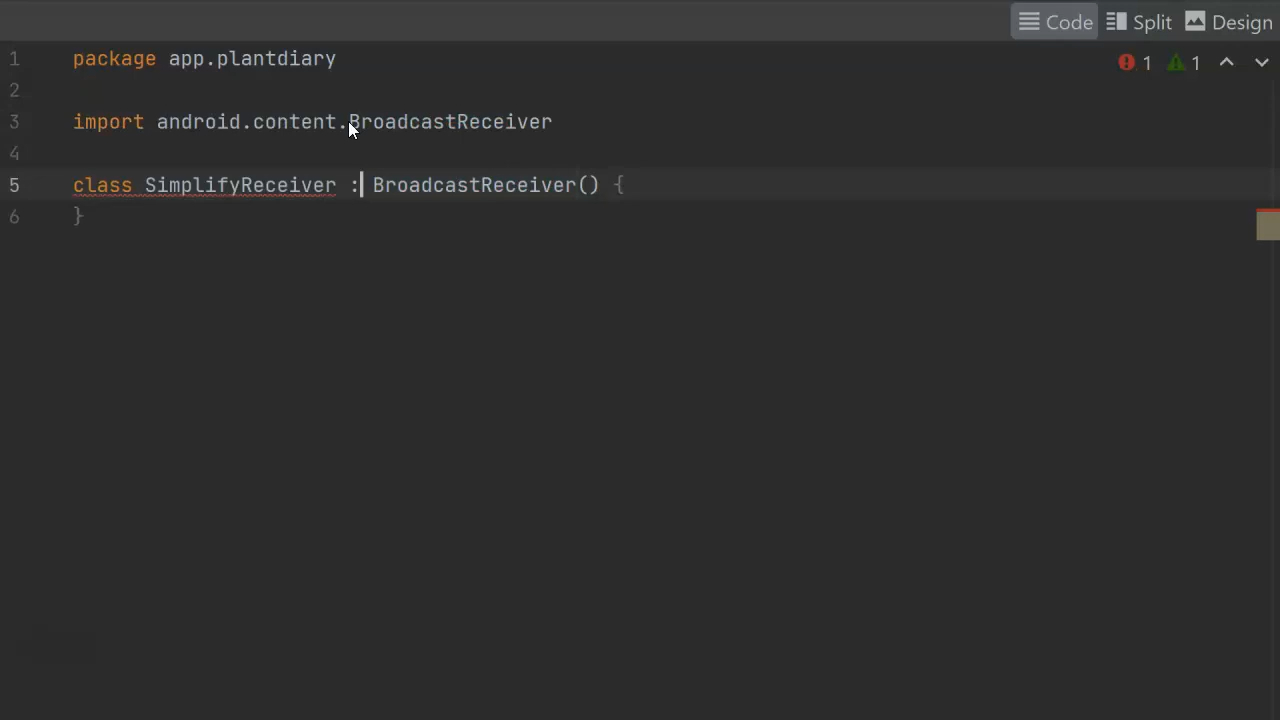 Code Split Design
1 package app.plantdiary
1 1
2
3 import android.content.BroadcastReceiver
4
5 class SimplifyReceiver : BroadcastReceiver() {
6 }